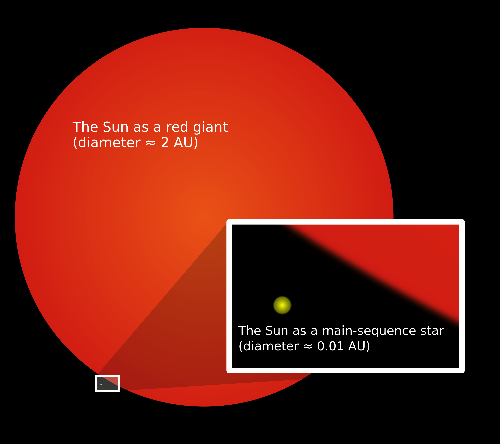 The Sun as a red giant
(diameter ≈ 2 AU)
The Sun as a main-sequence star
(diameter ≈ 0.01 AU)